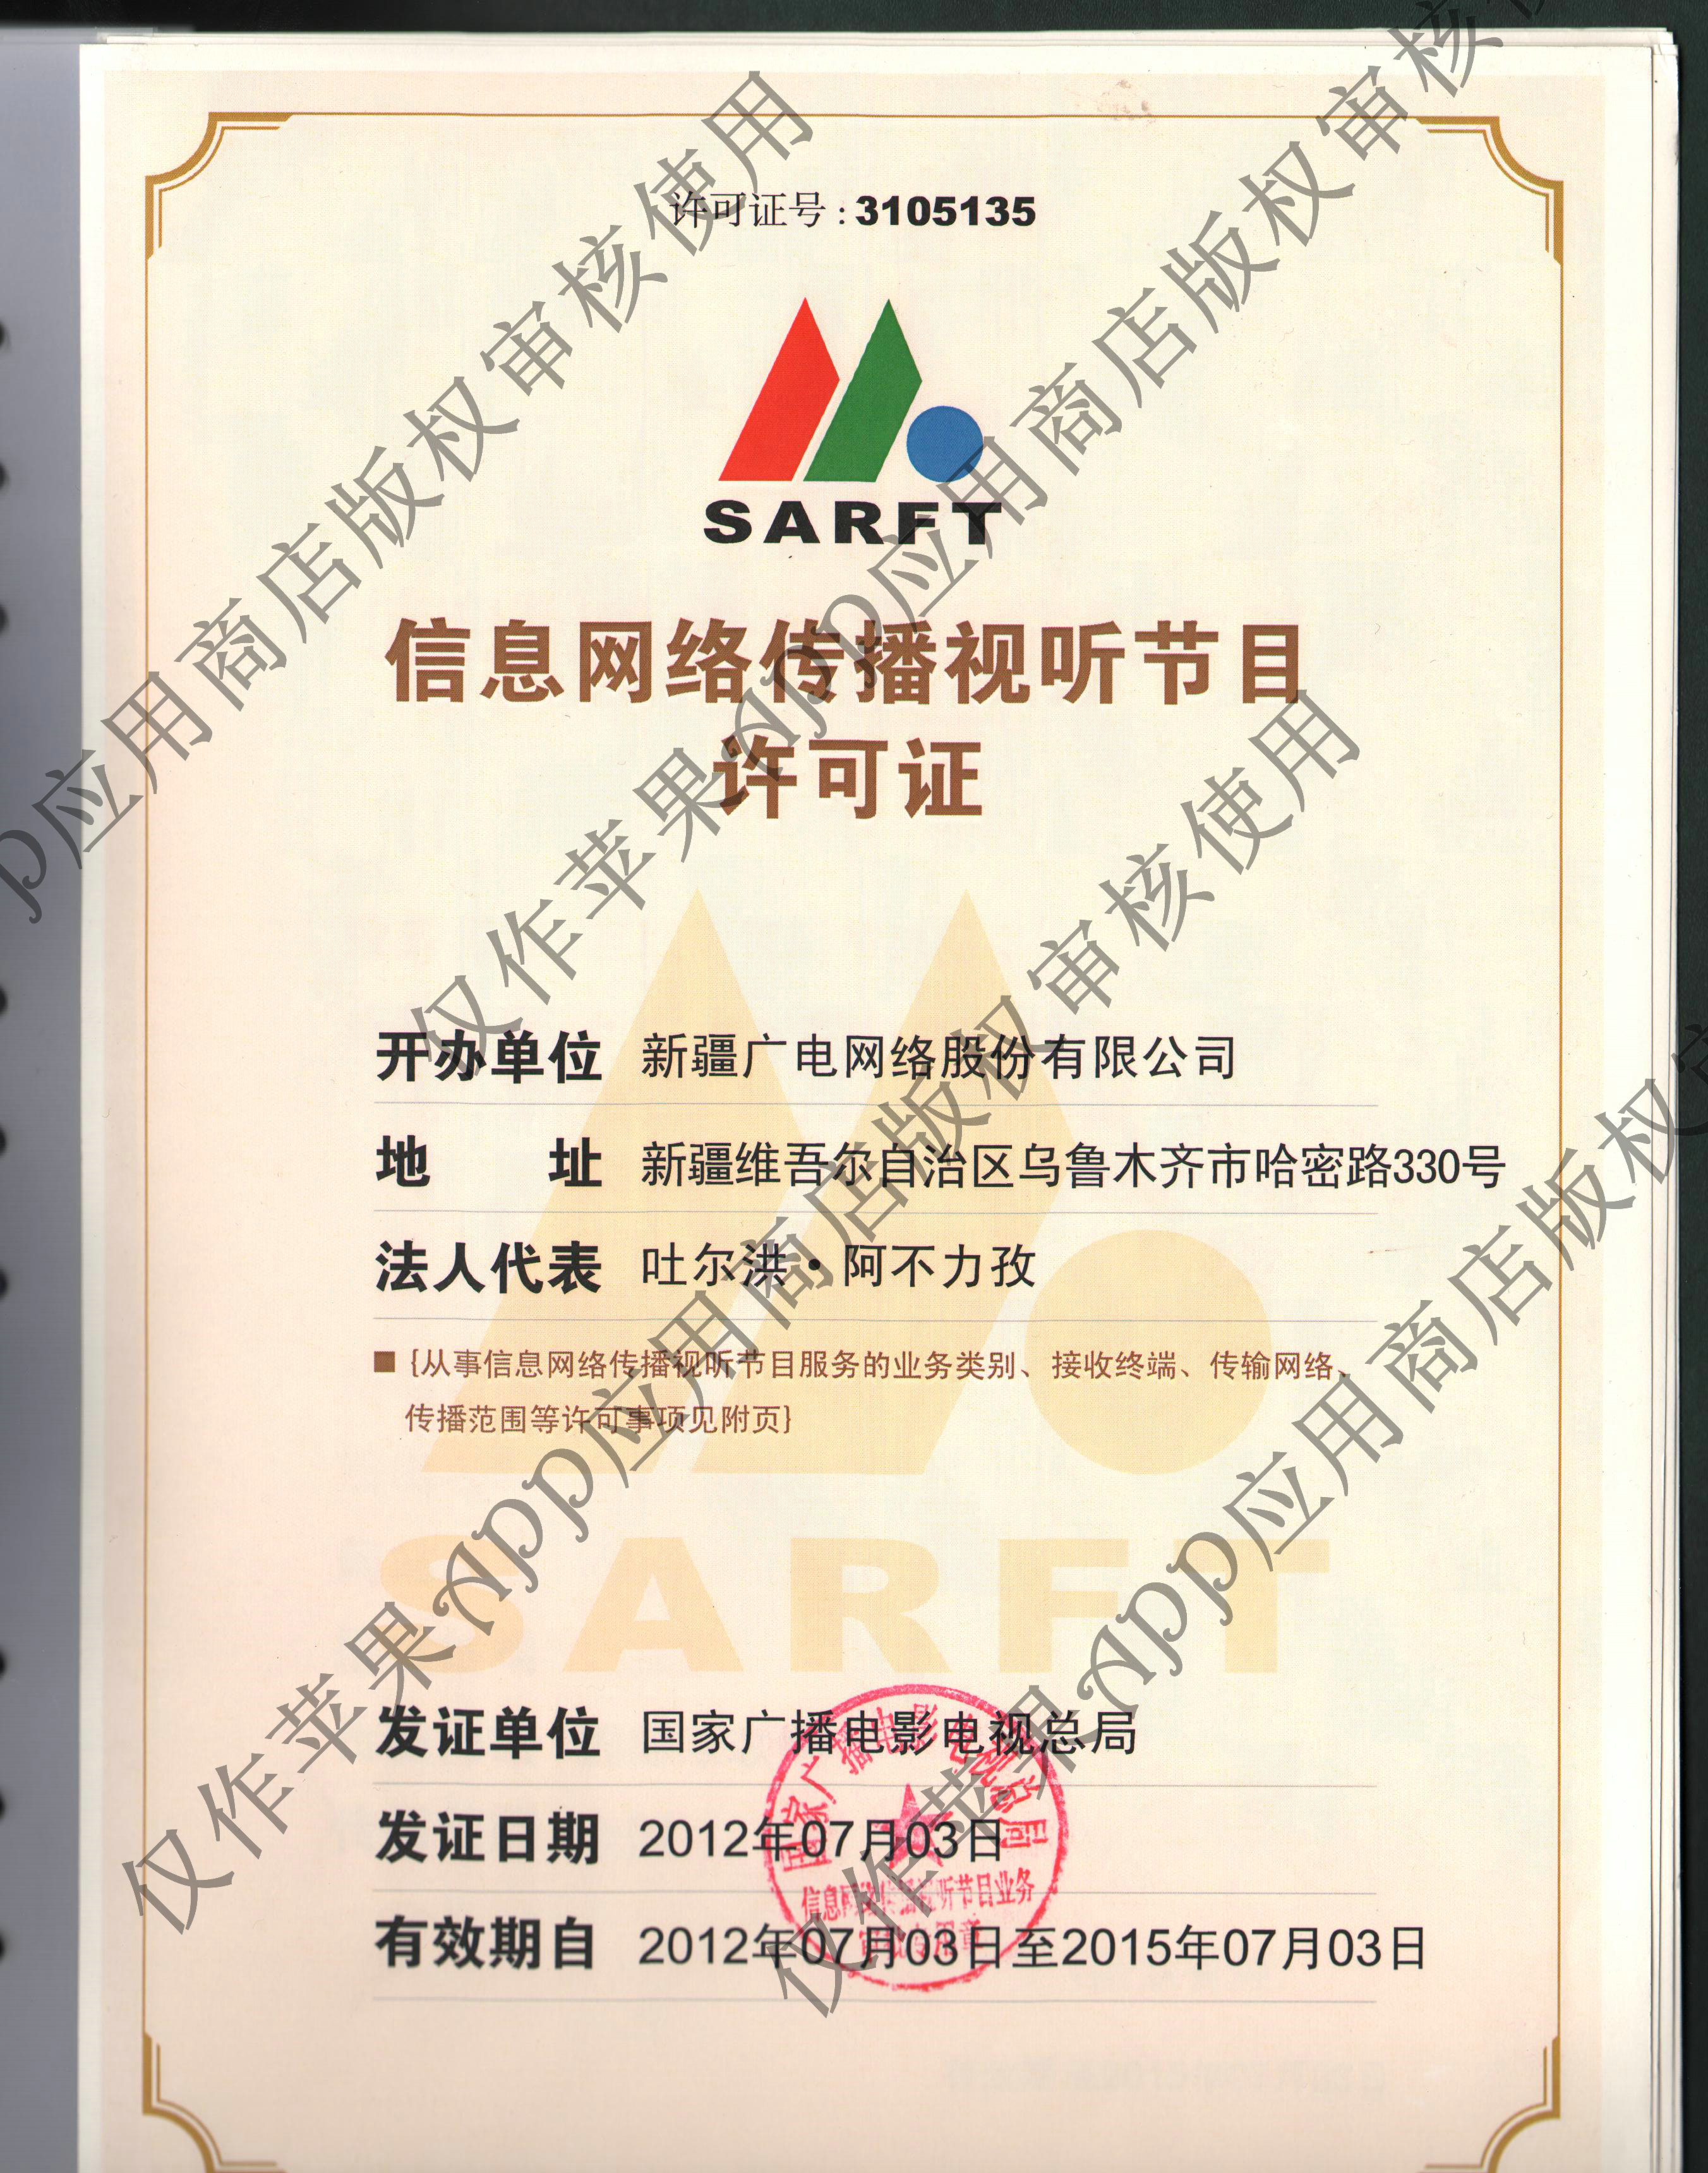 许可证号:3105135
SARFT
信息网络传播视听节目
许可证
开办单位 新疆广电网络股份有限公司
地 址 新疆维吾尔自治区乌鲁木齐市哈密路330号
法人代表 吐尔洪·阿不力孜
■ {从事信息网络传播视听节目服务的业务类别、接收终端、传输网络、
传播范围等许可事项见附页}
SARFT
发证单位 国家广播电影电视总局
发证日期 2012年07月03日
有效期自 2012年07月03日至2015年07月03日
国家广播电影电视总局
信息网络传播视听节目业务
专用章
p应用商店版权审核使用
仅作苹果App应用商店版权审核使
仅作苹果App应用商店版权审核使用
仅作苹果App应用商店版权审